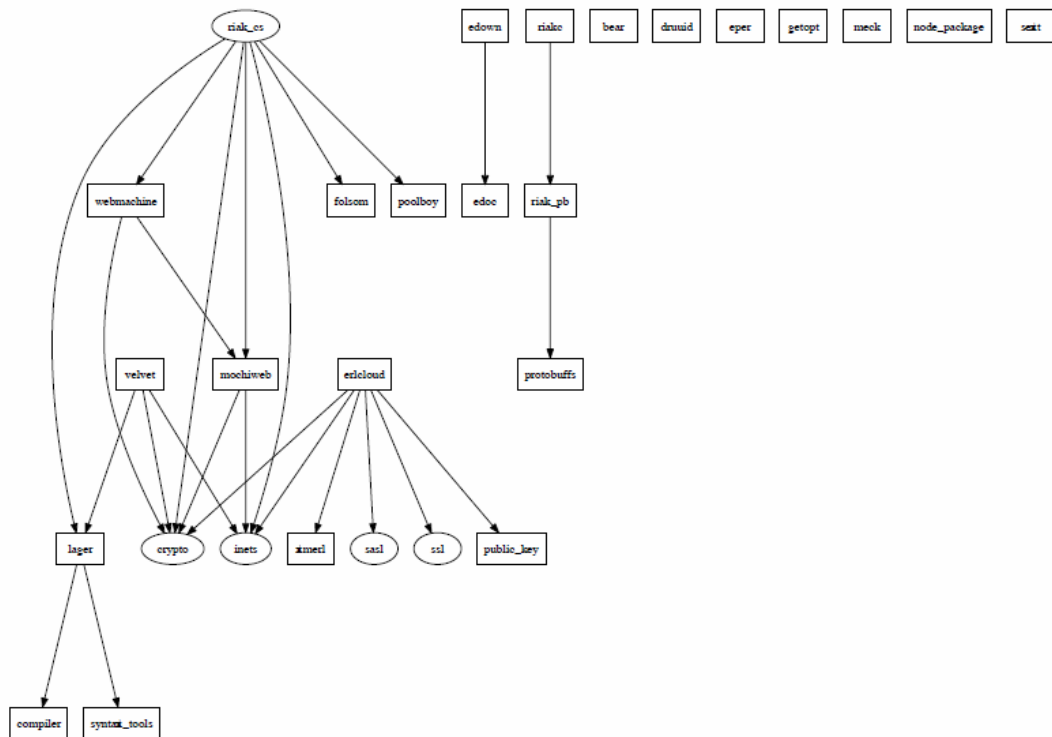 riak_cs
edown
riakc
bear
druuid
eper
getopt
meck
node_package
sext
webmachine
folsom
poolboy
edoc
riak_pb
velvet
mochiweb
erlcloud
protobuffs
lager
crypto
inets
xmerl
sasl
ssl
public_key
compiler
syntax_tools